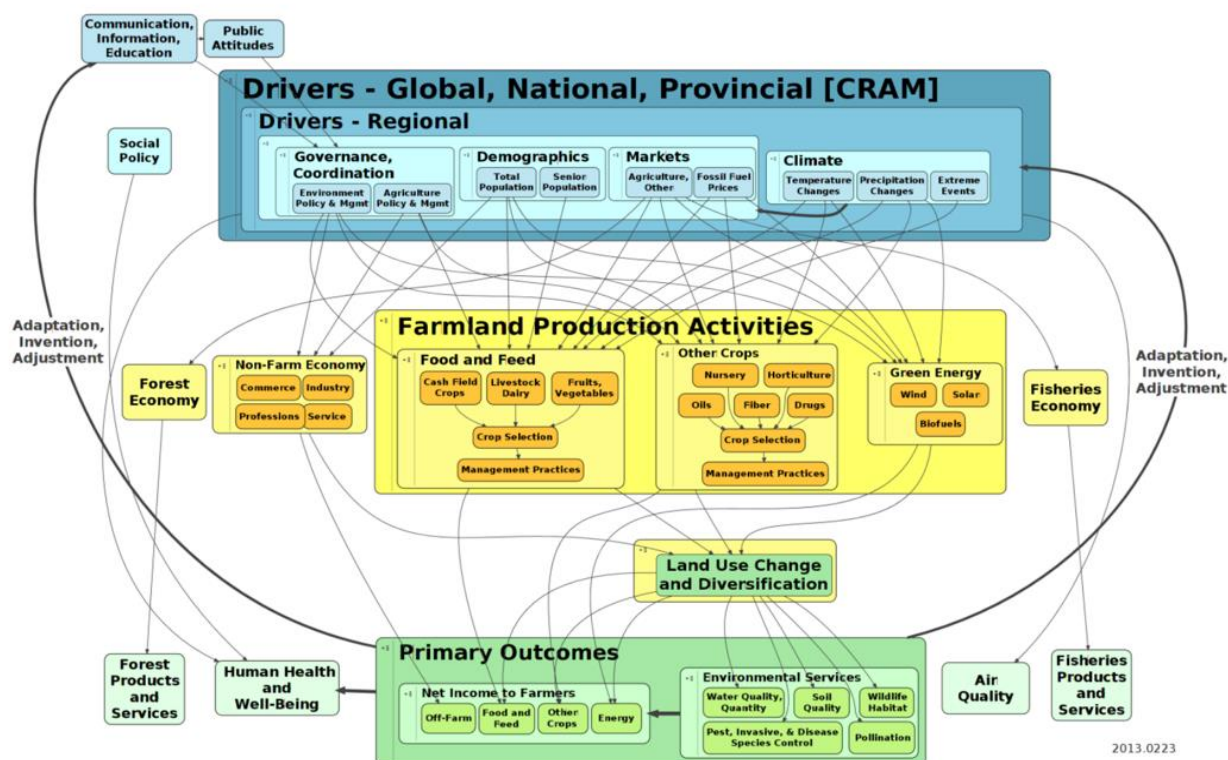 Communication,
Information,
Education
Public
Attitudes
Drivers - Global, National, Provincial [CRAM]
Drivers - Regional
Social
Policy
Governance,
Coordination
Environment
Policy & Mgmt
Agriculture
Policy & Mgmt
Demographics
Total
Population
Senior
Population
Markets
Agriculture,
Other
Fossil Fuel
Prices
Climate
Temperature
Changes
Precipitation
Changes
Extreme
Events
Adaptation,
Invention,
Adjustment
Adaptation,
Invention,
Adjustment
Farmland Production Activities
Forest
Economy
Non-Farm Economy
Commerce
Industry
Professions
Service
Food and Feed
Cash Field
Crops
Livestock
Dairy
Fruits,
Vegetables
Crop Selection
Management Practices
Other Crops
Nursery
Horticulture
Oils
Fiber
Drugs
Crop Selection
Management Practices
Green Energy
Wind
Solar
Biofuels
Fisheries
Economy
Land Use Change
and Diversification
Primary Outcomes
Forest
Products
and
Services
Human Health
and
Well-Being
Net Income to Farmers
Off-Farm
Food and
Feed
Other
Crops
Energy
Environmental Services
Water Quality,
Quantity
Soil
Quality
Wildlife
Habitat
Pest, Invasive, & Disease
Species Control
Pollination
Air
Quality
Fisheries
Products
and
Services
2013.0223